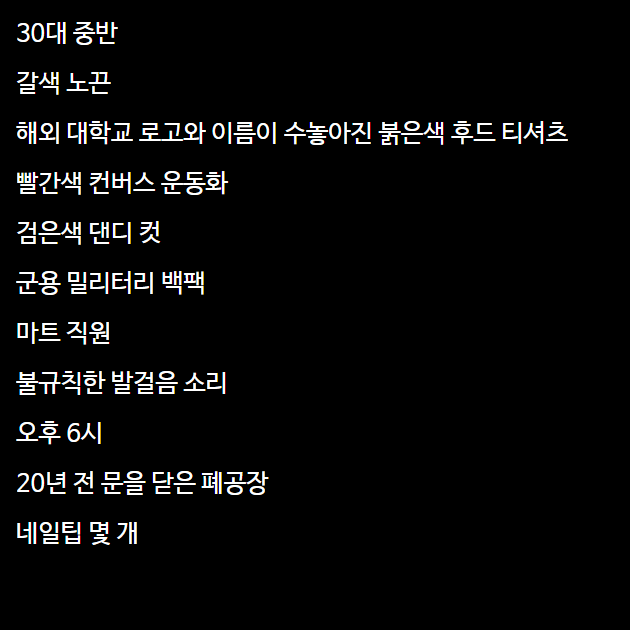 30대 중반
갈색 노끈
해외 대학교 로고와 이름이 수놓아진 붉은색 후드 티셔츠
빨간색 컨버스 운동화
검은색 댄디 컷
군용 밀리터리 백팩
마트 직원
불규칙한 발걸음 소리
오후 6시
20년 전 문을 닫은 폐공장
네일팁 몇 개